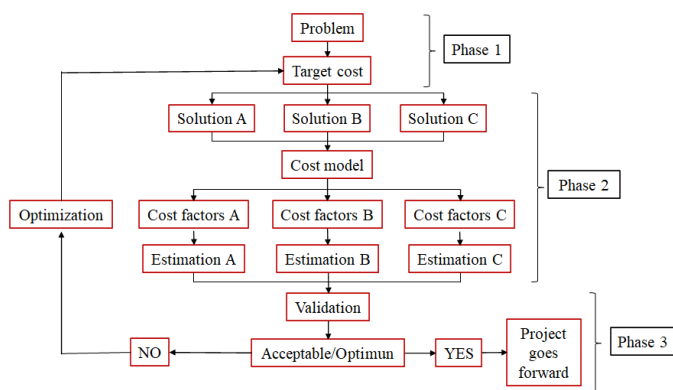 Problem
Phase 1
Target cost
Solution A
Solution B
Solution C
Cost model
Phase 2
Optimization
Cost factors A
Cost factors B
Cost factors C
Estimation A
Estimation B
Estimation C
Validation
NO
Acceptable/Optimun
YES
Project
goes
forward
Phase 3